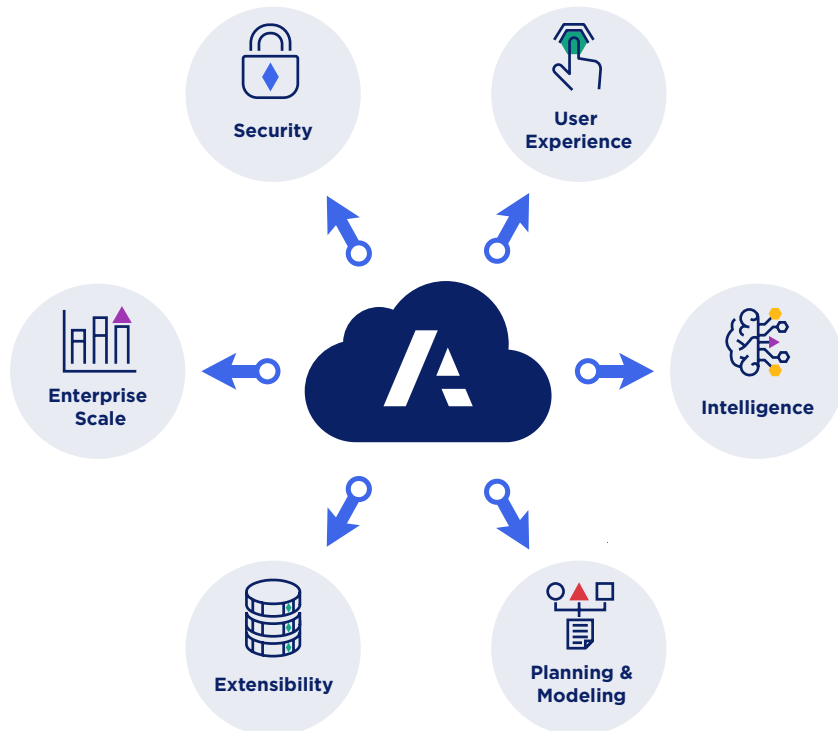 Security
User
Experience
Enterprise
Scale
Intelligence
Extensibility
Planning &
Modeling